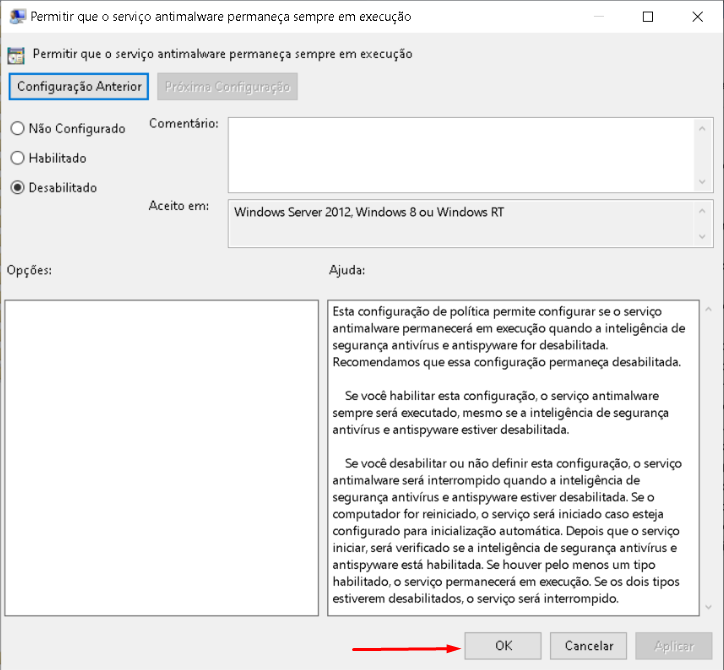 Permitir que o serviço antimalware permaneça sempre em execução
Permitir que o serviço antimalware permaneça sempre em execução
Configuração Anterior
Próxima Configuração
Não Configurado
Comentário:
Habilitado
Desabilitado
Aceito em:
Windows Server 2012, Windows 8 ou Windows RT
Opções:
Ajuda:
Esta configuração de política permite configurar se o serviço
antimalware permanecerá em execução quando a inteligência de
segurança antivírus e antispyware for desabilitada.
Recomendamos que essa configuração permaneça desabilitada.
Se você habilitar esta configuração, o serviço antimalware
sempre será executado, mesmo se a inteligência de segurança
antivírus e antispyware estiver desabilitada.
Se você desabilitar ou não definir esta configuração, o serviço
antimalware será interrompido quando a inteligência de
segurança antivírus e antispyware estiver desabilitada. Se o
computador for reiniciado, o serviço será iniciado caso esteja
configurado para inicialização automática. Depois que o serviço
iniciar, será verificado se a inteligência de segurança antivírus e
antispyware está habilitada. Se houver pelo menos um tipo
habilitado, o serviço permanecerá em execução. Se os dois tipos
estiverem desabilitados, o serviço será interrompido.
OK
Cancelar
Aplicar